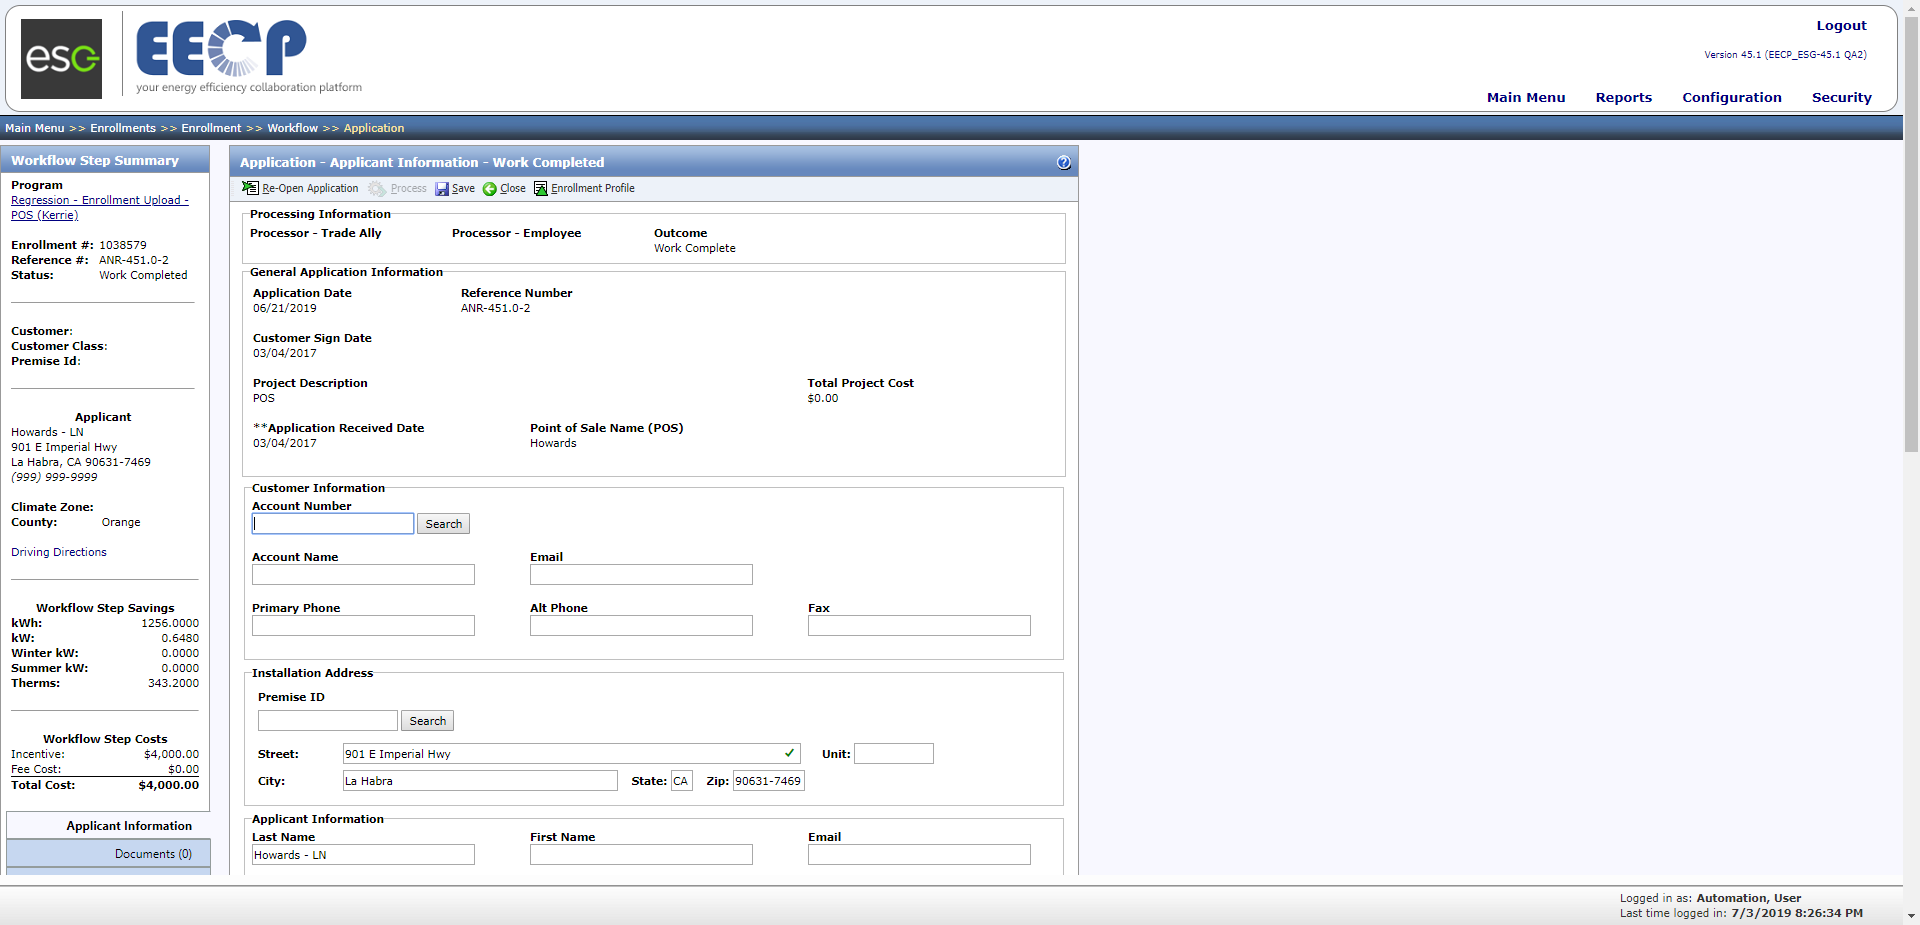 esg
EECP
your energy efficiency collaboration platform
Logout
Version 45.1 (EECP_ESG-45.1 QA2)
Main Menu Reports Configuration Security
Main Menu >> Enrollments >> Enrollment >> Workflow >> Application
Workflow Step Summary
Program
Regression - Enrollment Upload -
POS (Kerrie)
Enrollment #: 1038579
Reference #: ANR-451.0-2
Status: Work Completed
Customer:
Customer Class:
Premise Id:
Applicant
Howards - LN
901 E Imperial Hwy
La Habra, CA 90631-7469
(999) 999-9999
Climate Zone:
County: Orange
Driving Directions
Workflow Step Savings
kWh: 1256.0000
kW: 0.6480
Winter kW: 0.0000
Summer kW: 0.0000
Therms: 343.2000
Workflow Step Costs
Incentive: $4,000.00
Fee Cost: $0.00
Total Cost: $4,000.00
Applicant Information
Documents (0)
Application - Applicant Information - Work Completed
Re-Open Application Process Save Close Enrollment Profile
Processing Information
Processor - Trade Ally Processor - Employee Outcome
Work Complete
General Application Information
Application Date Reference Number
06/21/2019 ANR-451.0-2
Customer Sign Date
03/04/2017
Project Description Total Project Cost
POS $0.00
**Application Received Date Point of Sale Name (POS)
03/04/2017 Howards
Customer Information
Account Number
Search
Account Name Email
Primary Phone Alt Phone Fax
Installation Address
Premise ID
Search
Street: 901 E Imperial Hwy Unit:
City: La Habra State: CA Zip: 90631-7469
Applicant Information
Last Name First Name Email
Howards - LN
Logged in as: Automation, User
Last time logged in: 7/3/2019 8:26:34 PM